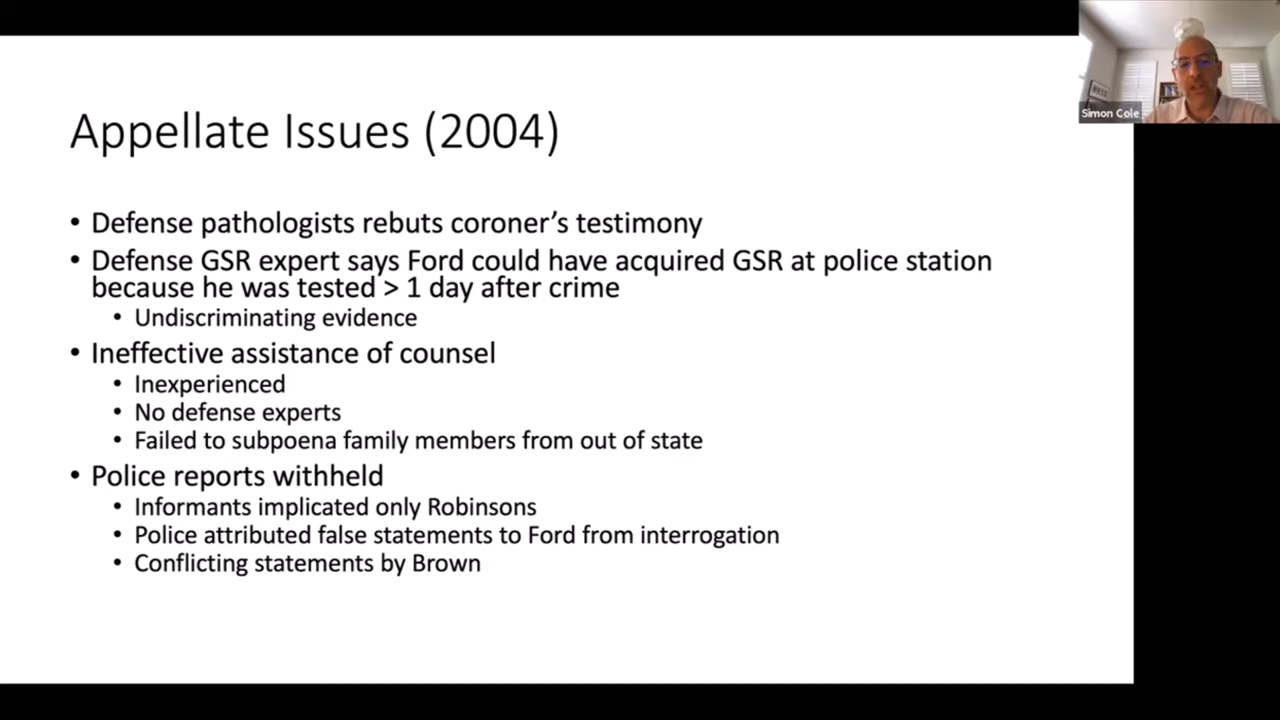 Appellate Issues (2004)
• Defense pathologists rebuts coroner’s testimony
• Defense GSR expert says Ford could have acquired GSR at police station
because he was tested > 1 day after crime
• Undiscriminating evidence
• Ineffective assistance of counsel
• Inexperienced
• No defense experts
• Failed to subpoena family members from out of state
• Police reports withheld
• Informants implicated only Robinsons
• Police attributed false statements to Ford from interrogation
• Conflicting statements by Brown
Simon Cole